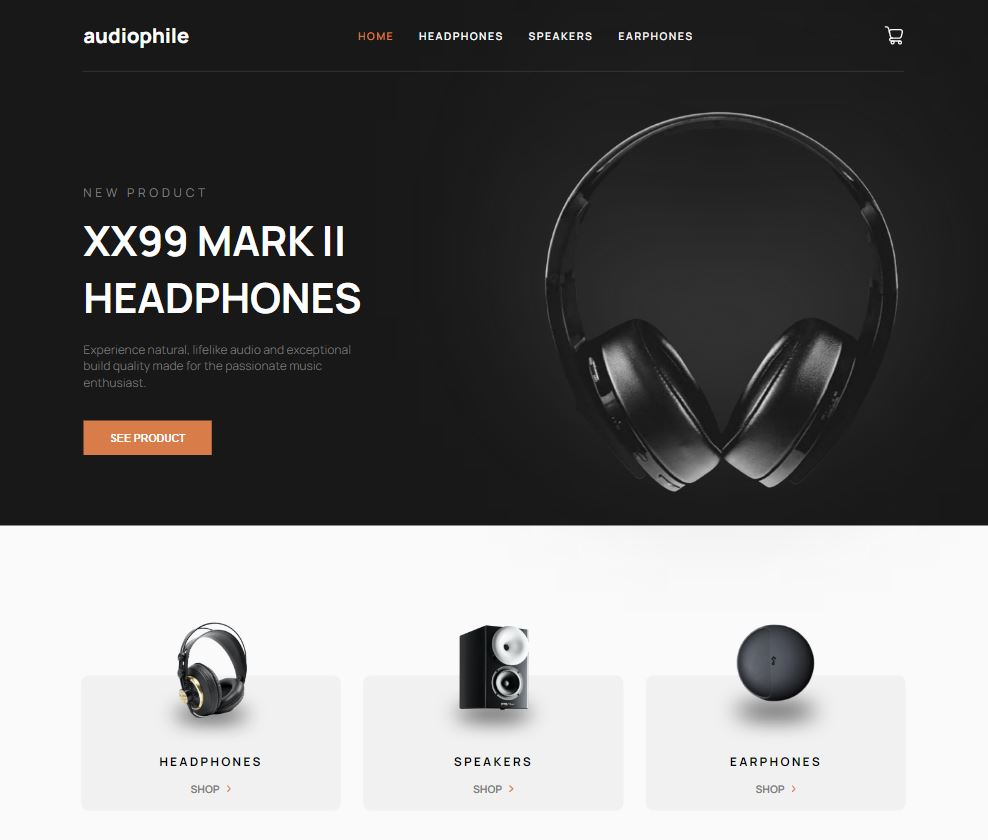 audiophile
HOME HEADPHONES SPEAKERS EARPHONES
NEW PRODUCT
XX99 MARK II
HEADPHONES
Experience natural, lifelike audio and exceptional
build quality made for the passionate music
enthusiast.
SEE PRODUCT
HEADPHONES
SHOP
SPEAKERS
SHOP
EARPHONES
SHOP